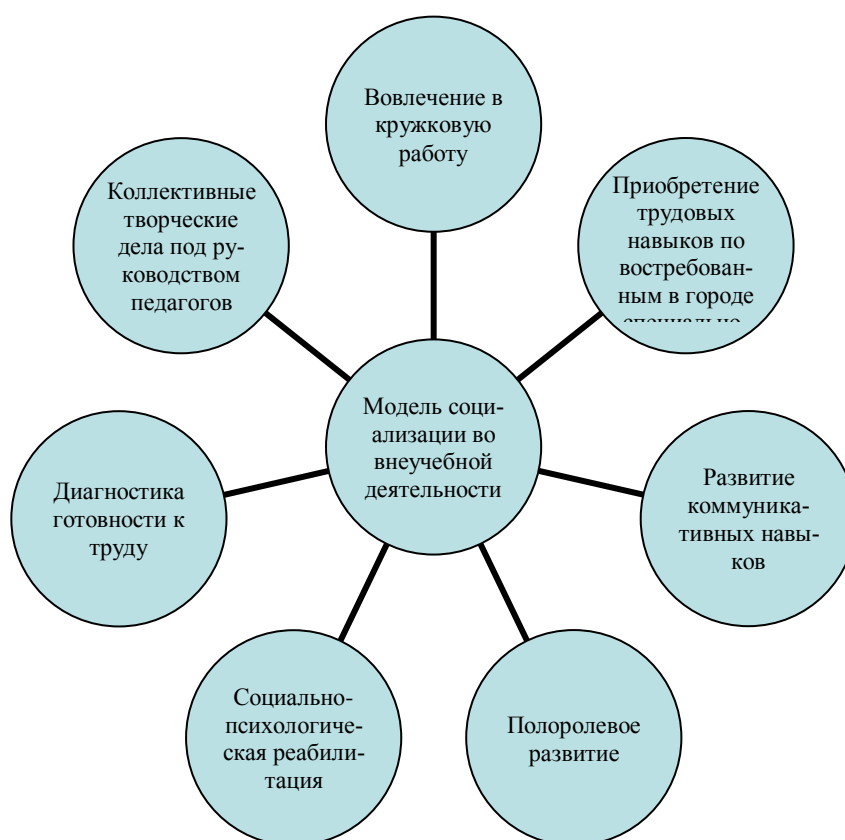 Вовлечение в
кружковую
работу
Приобретение
трудовых
навыков по
востребован-
ным в городе
Коллективные
творческие
дела под ру-
ководством
педагогов
Модель соци-
ализации во
внеучебной
деятельности
Развитие
коммуника-
тивных навы-
ков
Диагностика
готовности к
труду
Социально-
психологиче-
ская реабили-
тация
Полоролевое
развитие